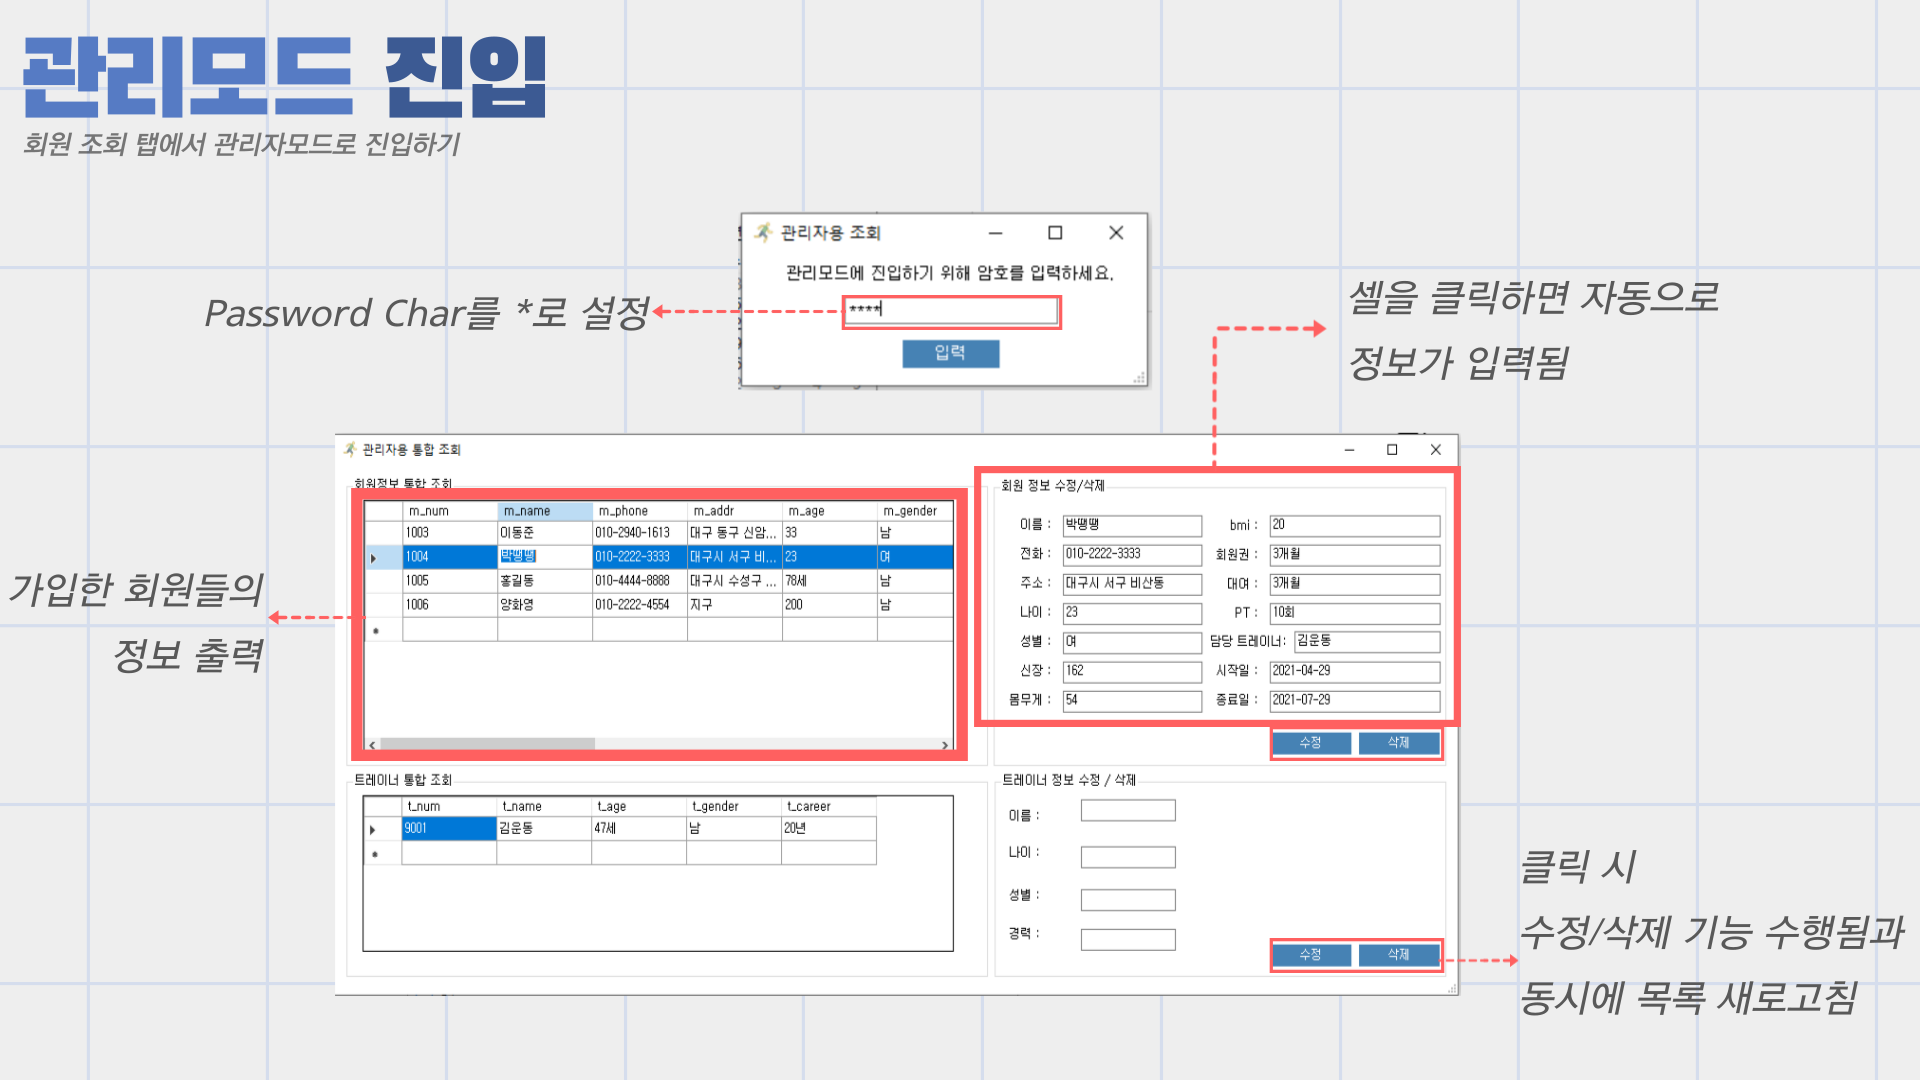 관리모드 진입
회원 조회 탭에서 관리자모드로 진입하기
관리자용 조회
관리모드에 진입하기 위해 암호를 입력하세요.
****
입력
Password Char를 *로 설정
셀을 클릭하면 자동으로
정보가 입력됨
관리자용 통합 조회
회원정보 통합 조회
m_num m_name m_phone m_addr m_age m_gender
1003 이동준 010-2940-1613 대구 동구 신암... 33 남
1004 박땡땡 010-2222-3333 대구시 서구 비... 23 여
1005 홍길동 010-4444-8888 대구시 수성구 ... 78세 남
1006 양화영 010-2222-4554 지구 200 남
가입한 회원들의
정보 출력
회원 정보 수정/삭제
이름 : 박땡땡 bmi : 20
전화 : 010-2222-3333 회원권 : 3개월
주소 : 대구시 서구 비산동 대여 : 3개월
나이 : 23 PT : 10회
성별 : 여 담당 트레이너: 김운동
신장 : 162 시작일 : 2021-04-29
몸무게 : 54 종료일 : 2021-07-29
수정 삭제
트레이너 통합 조회
t_num t_name t_age t_gender t_career
9001 김운동 47세 남 20년
트레이너 정보 수정 / 삭제
이름 :
나이 :
성별 :
경력 :
수정 삭제
클릭 시
수정/삭제 기능 수행됨과
동시에 목록 새로고침